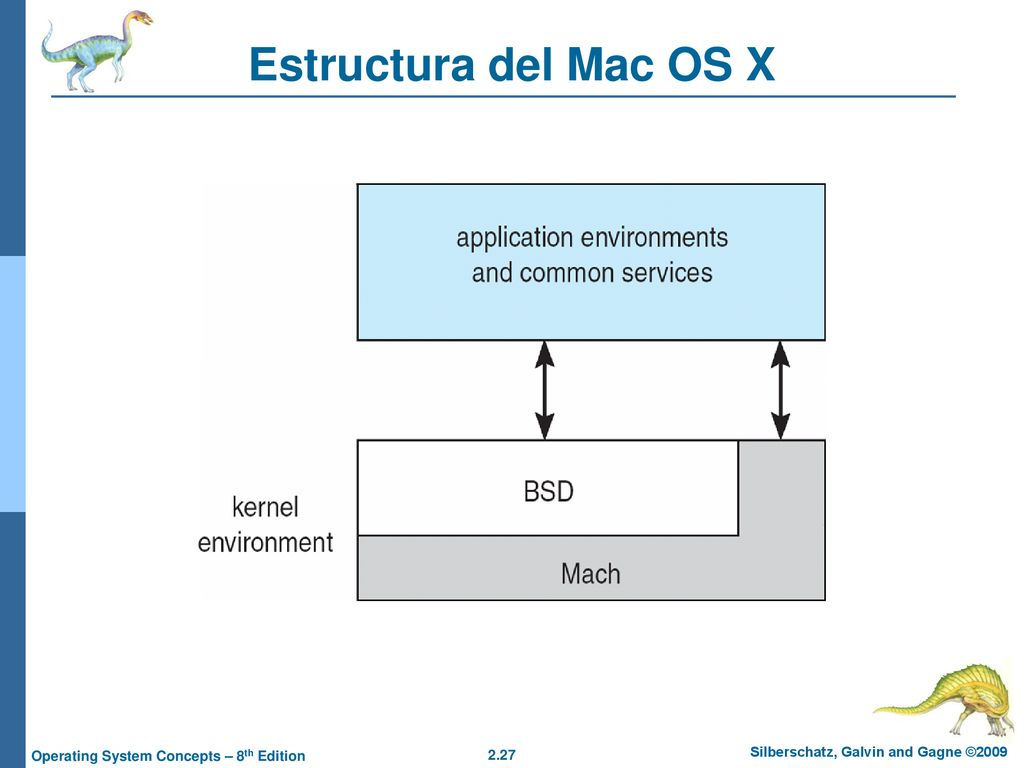 Estructura del Mac OS X
application environments
and common services
BSD
kernel
environment
Mach
Operating System Concepts – 8th Edition
2.27
Silberschatz, Galvin and Gagne ©2009